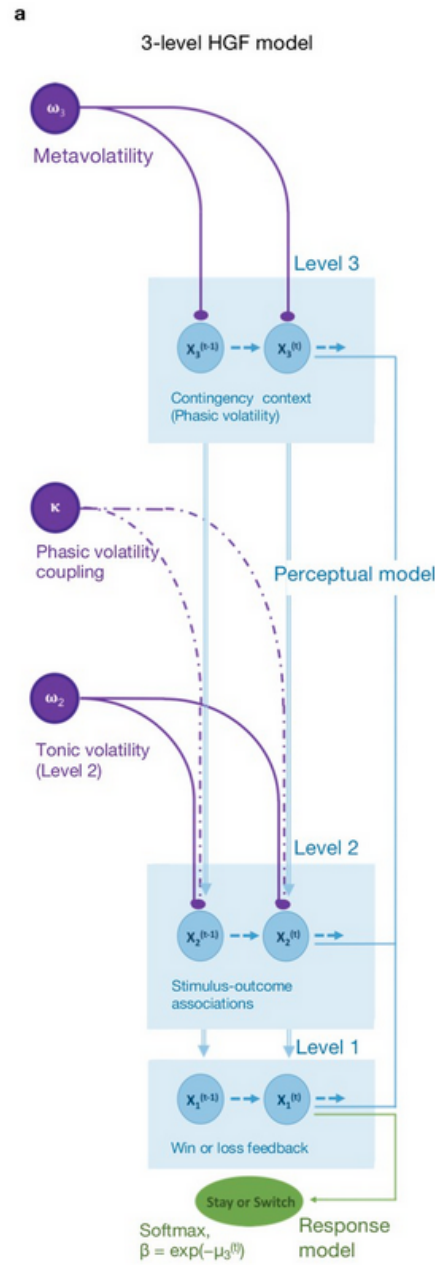 a
3-level HGF model
ω₃
Metavolatility
Level 3
X₃⁽ᵗ⁻¹⁾
X₃⁽ᵗ⁾
Contingency context
(Phasic volatility)
κ
Phasic volatility
coupling
Perceptual model
ω₂
Tonic volatility
(Level 2)
Level 2
X₂⁽ᵗ⁻¹⁾
X₂⁽ᵗ⁾
Stimulus-outcome
associations
Level 1
X₁⁽ᵗ⁻¹⁾
X₁⁽ᵗ⁾
Win or loss feedback
Stay or Switch
Softmax,
β = exp(−μ₃⁽ᵗ⁾)
Response
model